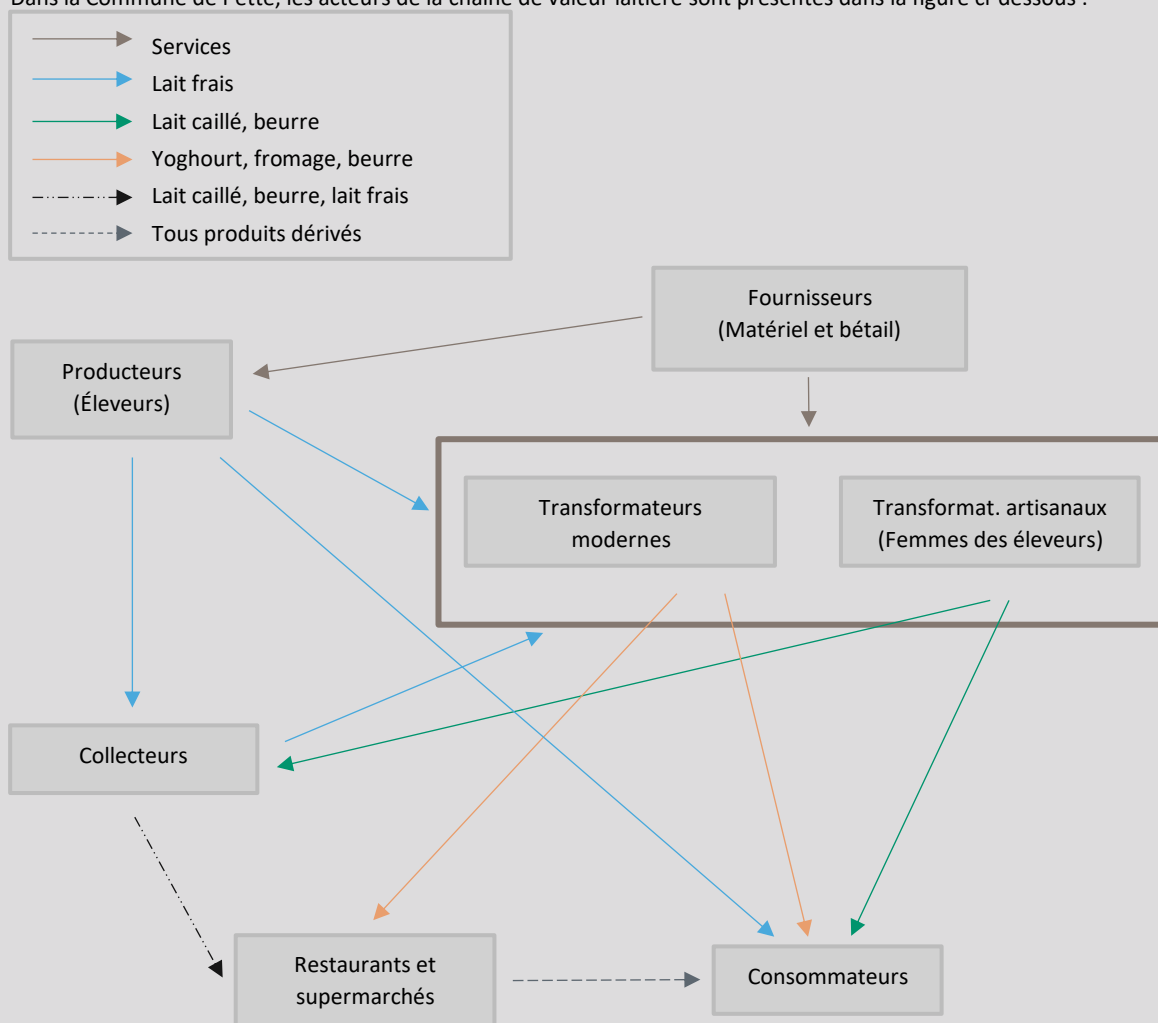 Dans la Commune de Pette, les acteurs de la chaîne de valeur laitière sont présentés dans la figure ci-dessous :
Services
Lait frais
Lait caillé, beurre
Yoghourt, fromage, beurre
Lait caillé, beurre, lait frais
Tous produits dérivés
Fournisseurs
(Matériel et bétail)
Producteurs
(Éleveurs)
Transformateurs
modernes
Transformat. artisanaux
(Femmes des éleveurs)
Collecteurs
Restaurants et
supermarchés
Consommateurs